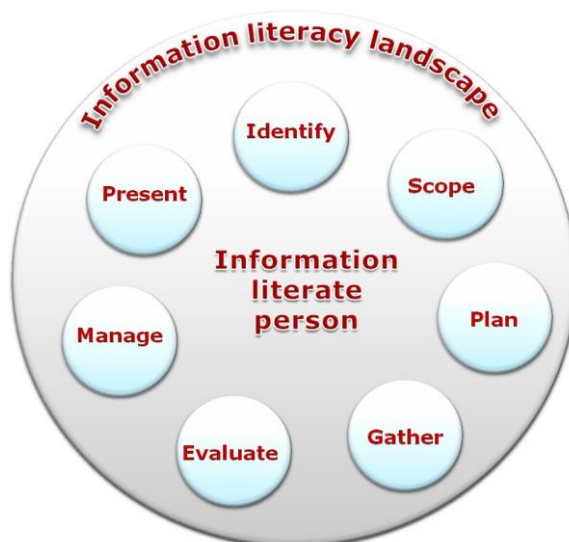 Information literacy landscape
Identify
Scope
Plan
Gather
Evaluate
Manage
Present
Information
literate
person